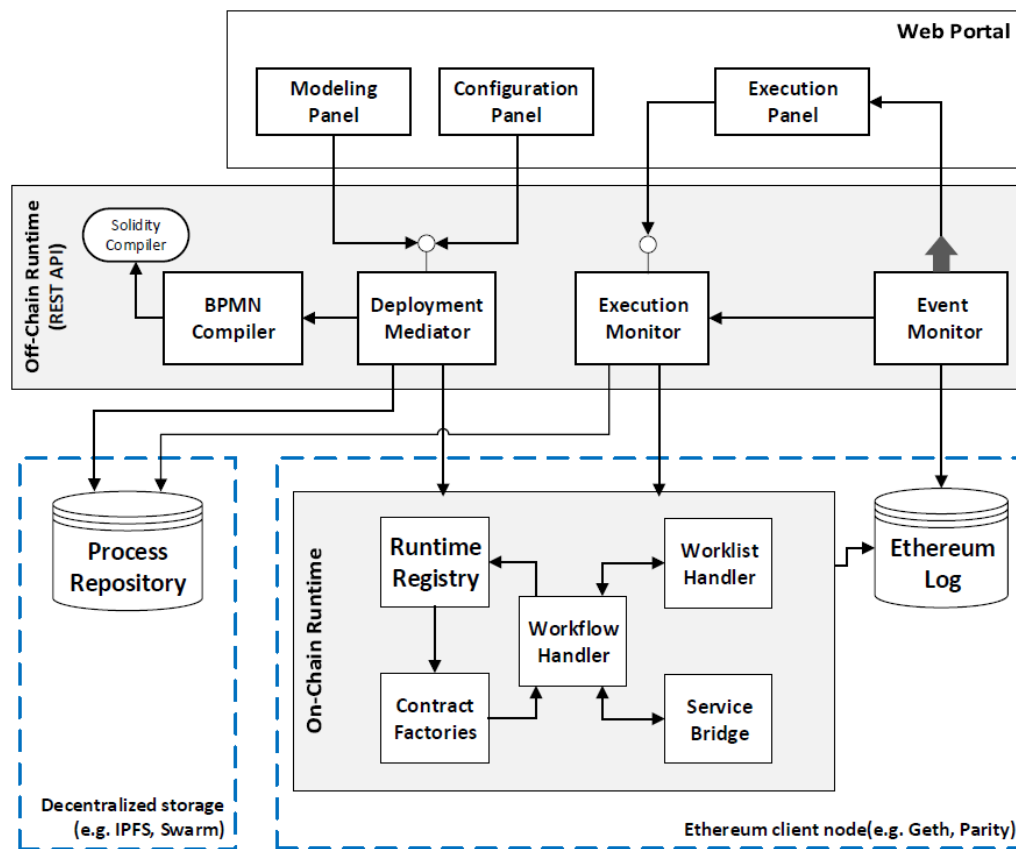 Web Portal
Modeling
Panel
Configuration
Panel
Execution
Panel
Off-Chain Runtime
(REST API)
Solidity
Compiler
BPMN
Compiler
Deployment
Mediator
Execution
Monitor
Event
Monitor
Process
Repository
Decentralized storage
(e.g. IPFS, Swarm)
On-Chain Runtime
Runtime
Registry
Worklist
Handler
Workflow
Handler
Contract
Factories
Service
Bridge
Ethereum
Log
Ethereum client node(e.g. Geth, Parity)